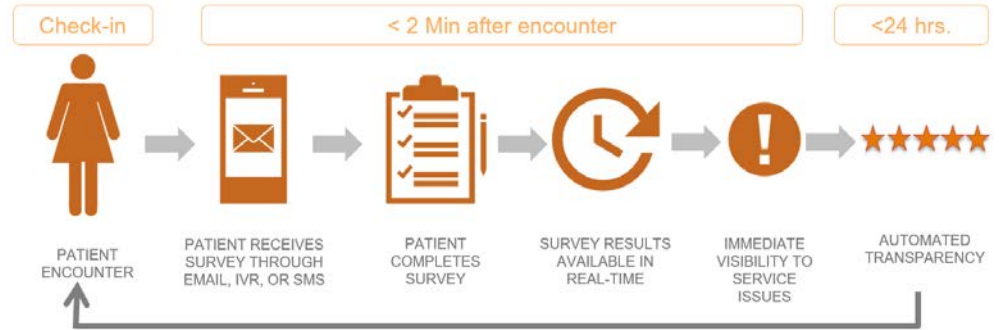 Check-in
< 2 Min after encounter
<24 hrs.
PATIENT
ENCOUNTER
PATIENT RECEIVES
SURVEY THROUGH
EMAIL, IVR, OR SMS
PATIENT
COMPLETES
SURVEY
SURVEY RESULTS
AVAILABLE IN
REAL-TIME
IMMEDIATE
VISIBILITY TO
SERVICE
ISSUES
AUTOMATED
TRANSPARENCY